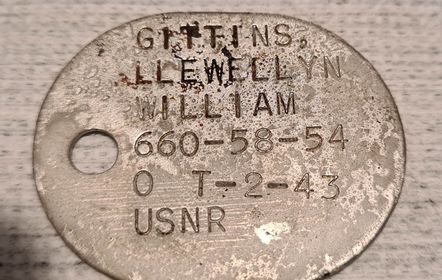 GITTINS,
LLEWELLYN
WILLIAM
660-58-54
O T-2-43
USNR